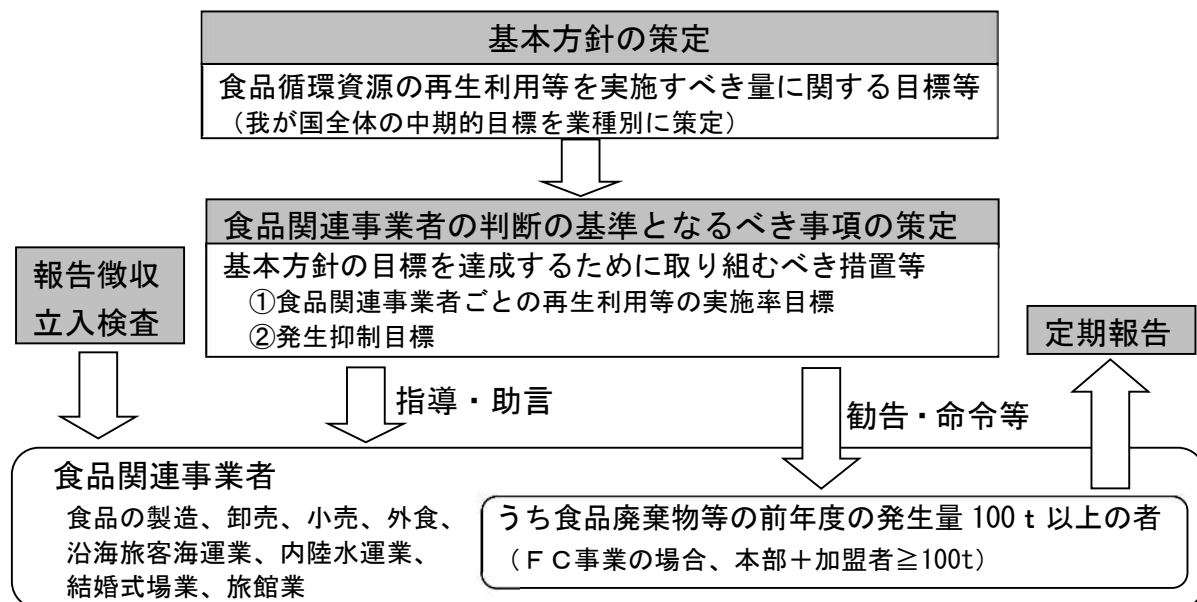 基本方針の策定
食品循環資源の再生利用等を実施すべき量に関する目標等
（我が国全体の中期的目標を業種別に策定）
食品関連事業者の判断の基準となるべき事項の策定
基本方針の目標を達成するために取り組むべき措置等
①食品関連事業者ごとの再生利用等の実施率目標
②発生抑制目標
報告徴収
立入検査
定期報告
指導・助言
勧告・命令等
食品関連事業者
食品の製造、卸売、小売、外食、
沿海旅客海運業、内陸水運業、
結婚式場業、旅館業
うち食品廃棄物等の前年度の発生量 100ｔ以上の者
（ＦＣ事業の場合、本部＋加盟者≧100t）